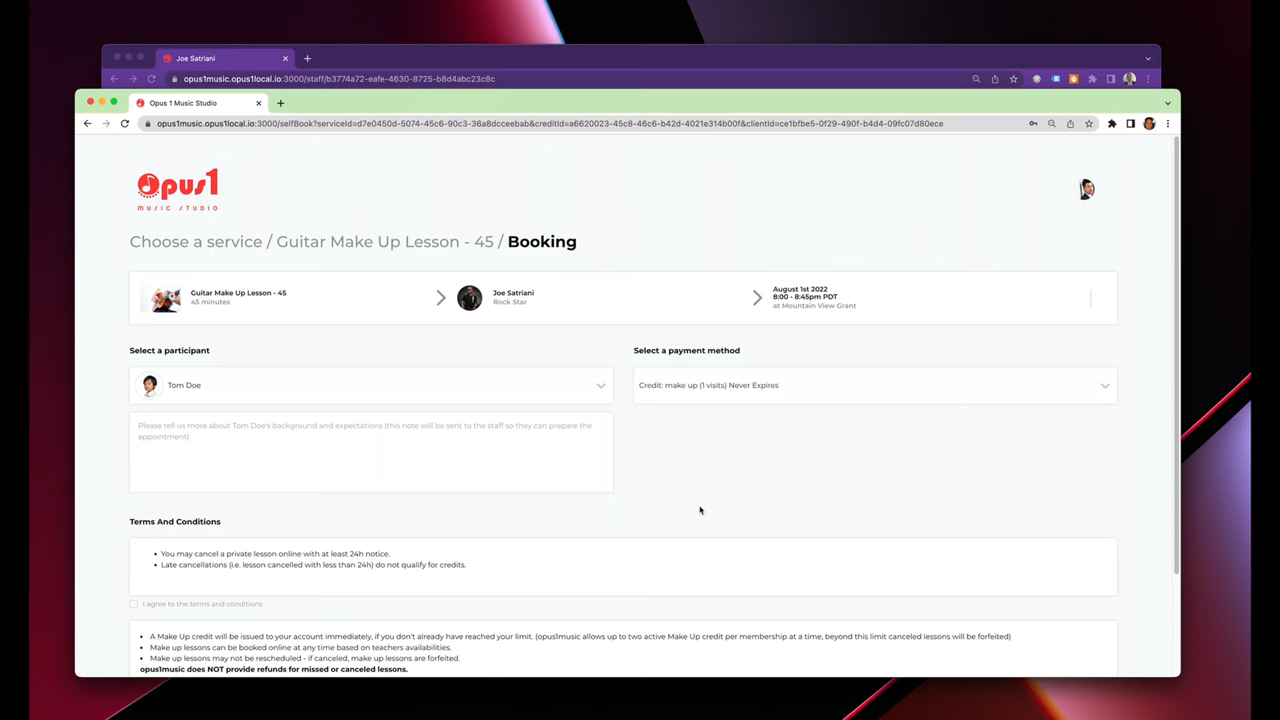 Joe Satriani
opus1music.opus1local.io:3000/staff/b3774a72-eafe-4630-8725-b8d4abc23c8c
Opus 1 Music Studio
opus1music.opus1local.io:3000/selfBook?serviceId=d7e0450d-5074-45c6-90c3-36a8dcceebab&creditId=a6620023-45c8-46c6-b42d-4021e314b00f&clientId=ce1bfbe5-0f29-490f-b4d4-09fc07d80ece
Opus1
MUSIC STUDIO
Choose a service / Guitar Make Up Lesson - 45 / Booking
Guitar Make Up Lesson - 45
45 minutes
Joe Satriani
Rock Star
August 1st 2022
8:00 - 8:45pm PDT
at Mountain View Grant
Select a participant
Select a payment method
Tom Doe
Credit: make up (1 visits) Never Expires
Please tell us more about Tom Doe's background and expectations (this note will be sent to the staff so they can prepare the
appointment)
Terms And Conditions
• You may cancel a private lesson online with at least 24h notice.
• Late cancellations (i.e. lesson cancelled with less than 24h) do not qualify for credits.
I agree to the terms and conditions
• A Make Up credit will be issued to your account immediately, if you don't already have reached your limit. (opus1music allows up to two active Make Up credit per membership at a time, beyond this limit canceled lessons will be forfeited)
• Make up lessons can be booked online at any time based on teachers availabilities.
• Make up lessons may not be rescheduled - if canceled, make up lessons are forfeited.
opus1music does NOT provide refunds for missed or canceled lessons.